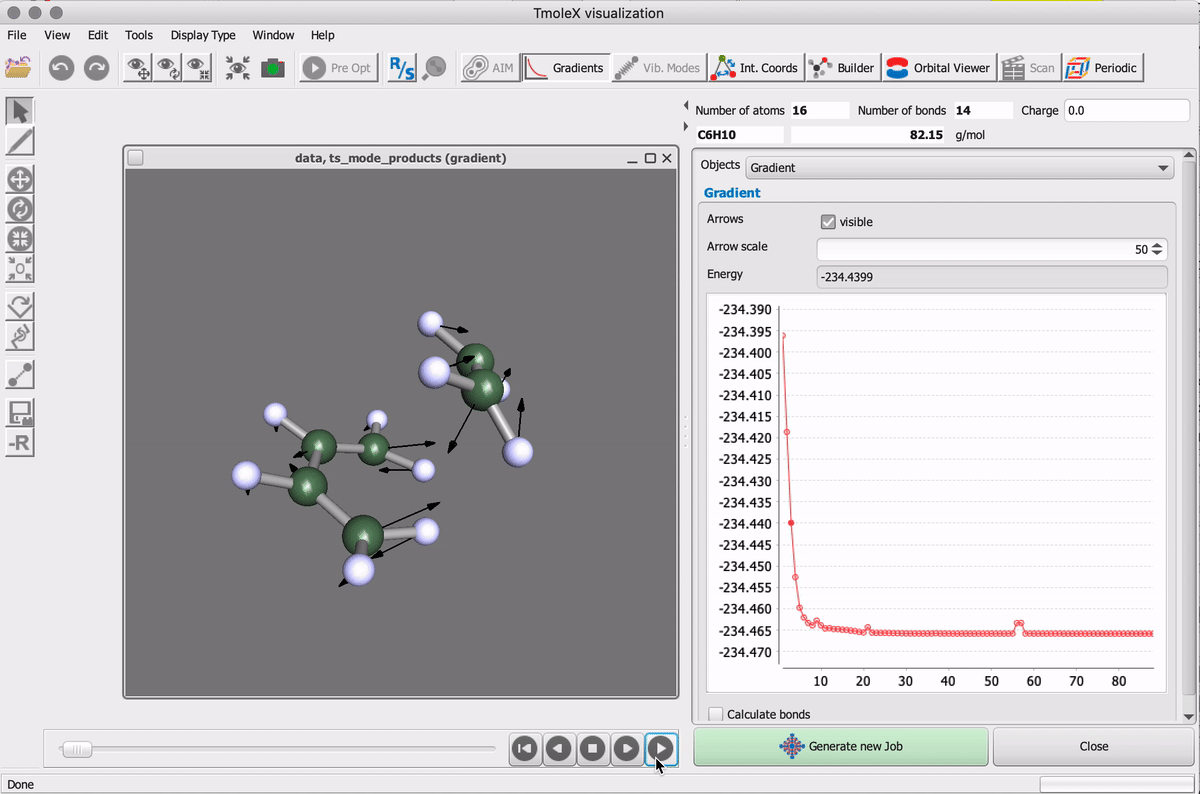 TmoleX visualization
File View Edit Tools Display Type Window Help
R/S Pre Opt AIM Gradients Vib. Modes Int. Coords Builder Orbital Viewer Scan Periodic
Number of atoms 16 Number of bonds 14 Charge 0.0
C6H10 82.15 g/mol
data, ts_mode_products (gradient)
Objects Gradient
Gradient
Arrows visible
Arrow scale 50
Energy -234.4399
-234.390
-234.395
-234.400
-234.405
-234.410
-234.415
-234.420
-234.425
-234.430
-234.435
-234.440
-234.445
-234.450
-234.455
-234.460
-234.465
-234.470
10 20 30 40 50 60 70 80
-R
Calculate bonds
Generate new Job Close
Done